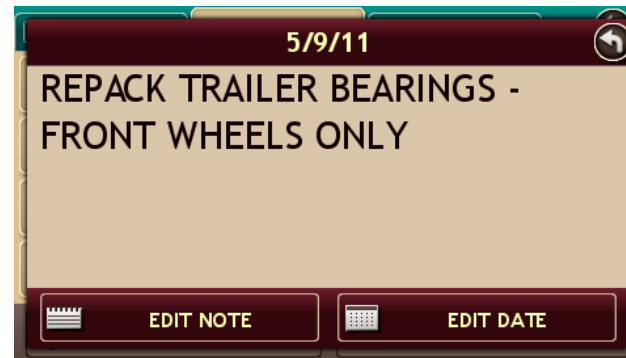 5/9/11
REPACK TRAILER BEARINGS -
FRONT WHEELS ONLY
EDIT NOTE
EDIT DATE